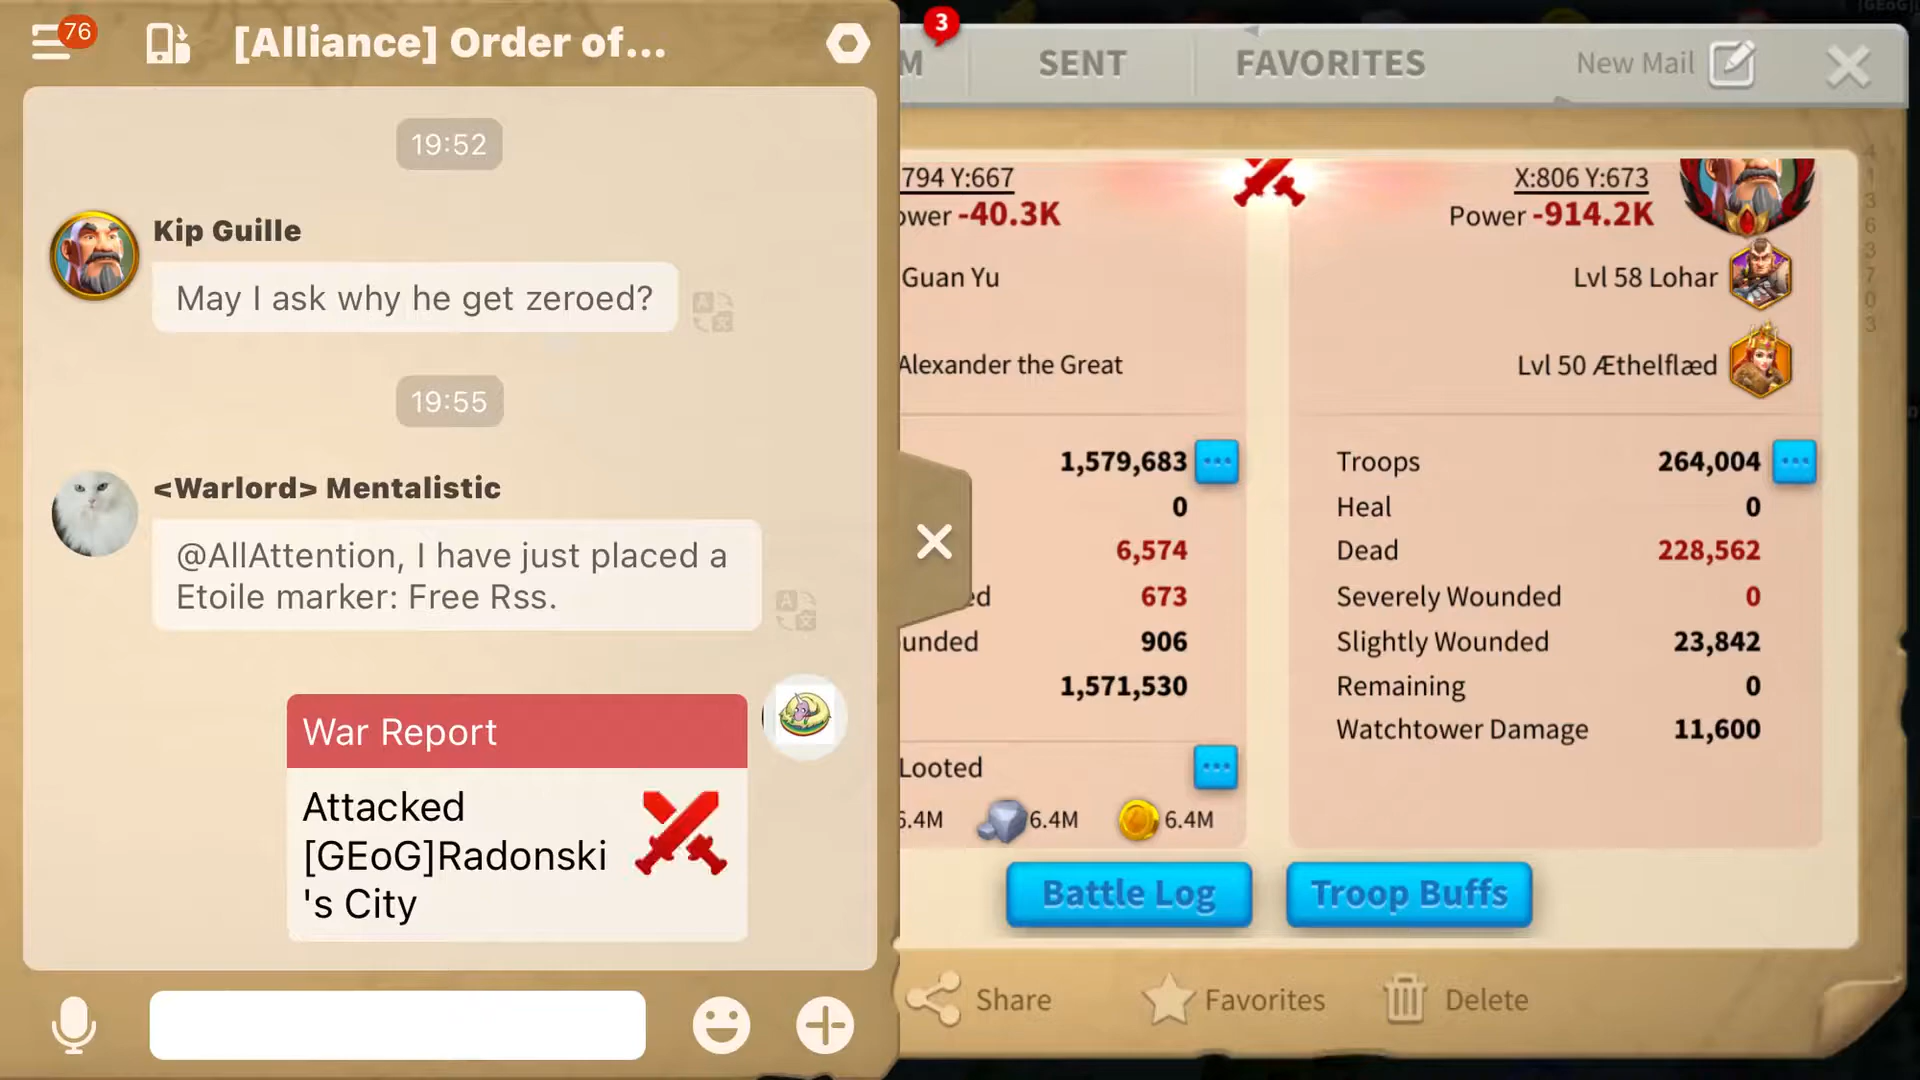 76
[Alliance] Order of...
19:52
Kip Guille
May I ask why he get zeroed?
19:55
<Warlord> Mentalistic
@AllAttention, I have just placed a
Etoile marker: Free Rss.
War Report
Attacked
[GEoG]Radonski
's City
3
M
SENT
FAVORITES
New Mail
794 Y:667
X:806 Y:673
ower -40.3K
Power -914.2K
Guan Yu
Lvl 58 Lohar
Alexander the Great
Lvl 50 Æthelflæd
1,579,683
Troops 264,004
0
Heal 0
6,574
Dead 228,562
ed 673
Severely Wounded 0
unded 906
Slightly Wounded 23,842
1,571,530
Remaining 0
Watchtower Damage 11,600
Looted
6.4M 6.4M 6.4M
Battle Log
Troop Buffs
Share
Favorites
Delete